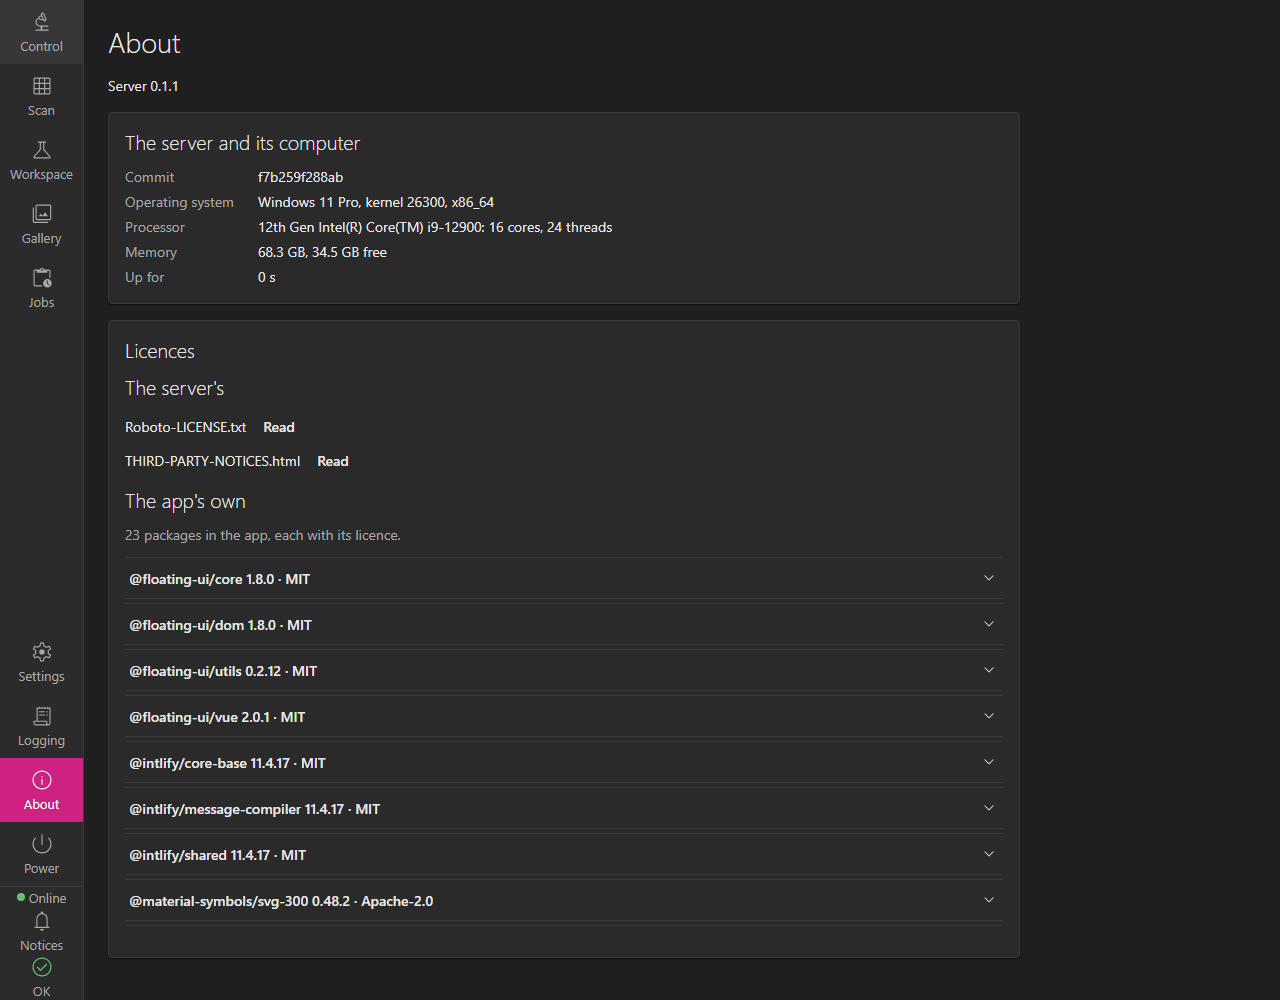 Control
Scan
Workspace
Gallery
Jobs
Settings
Logging
About
Power
Online
Notices
OK
About
Server 0.1.1
The server and its computer
Commit f7b259f288ab
Operating system Windows 11 Pro, kernel 26300, x86_64
Processor 12th Gen Intel(R) Core(TM) i9-12900: 16 cores, 24 threads
Memory 68.3 GB, 34.5 GB free
Up for 0 s
Licences
The server's
Roboto-LICENSE.txt Read
THIRD-PARTY-NOTICES.html Read
The app's own
23 packages in the app, each with its licence.
@floating-ui/core 1.8.0 · MIT
@floating-ui/dom 1.8.0 · MIT
@floating-ui/utils 0.2.12 · MIT
@floating-ui/vue 2.0.1 · MIT
@intlify/core-base 11.4.17 · MIT
@intlify/message-compiler 11.4.17 · MIT
@intlify/shared 11.4.17 · MIT
@material-symbols/svg-300 0.48.2 · Apache-2.0